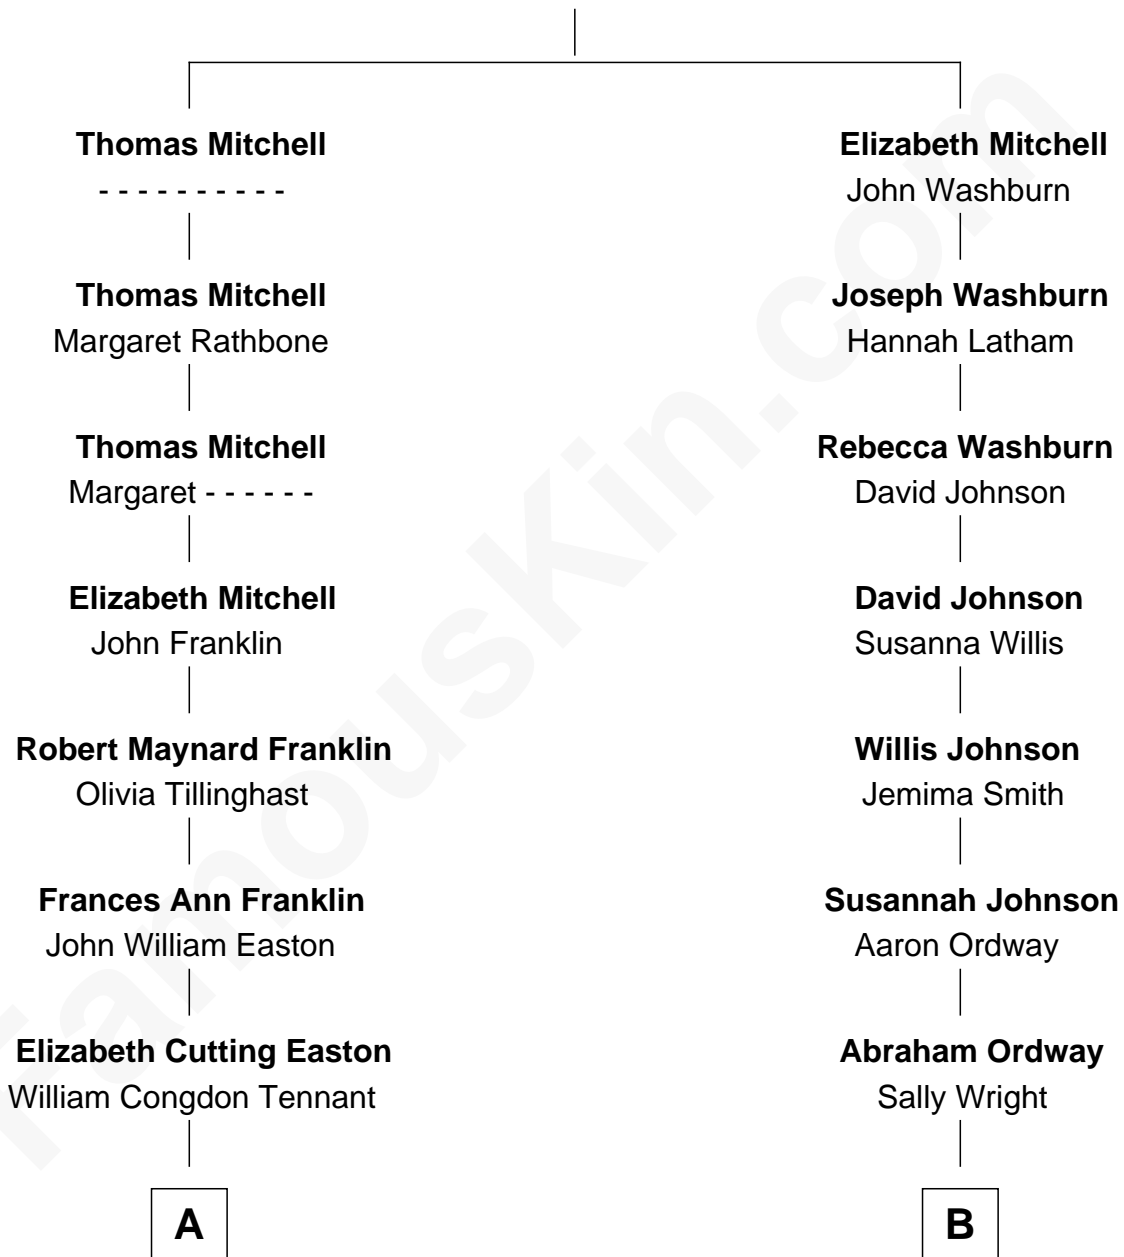 Thomas Mitchell
- - - - - - - - - -
Thomas Mitchell
Margaret Rathbone
Thomas Mitchell
Margaret - - - - - -
Elizabeth Mitchell
John Franklin
Robert Maynard Franklin
Olivia Tillinghast
Frances Ann Franklin
John William Easton
Elizabeth Cutting Easton
William Congdon Tennant
A
Elizabeth Mitchell
John Washburn
Joseph Washburn
Hannah Latham
Rebecca Washburn
David Johnson
David Johnson
Susanna Willis
Willis Johnson
Jemima Smith
Susannah Johnson
Aaron Ordway
Abraham Ordway
Sally Wright
B
FamousKin.com